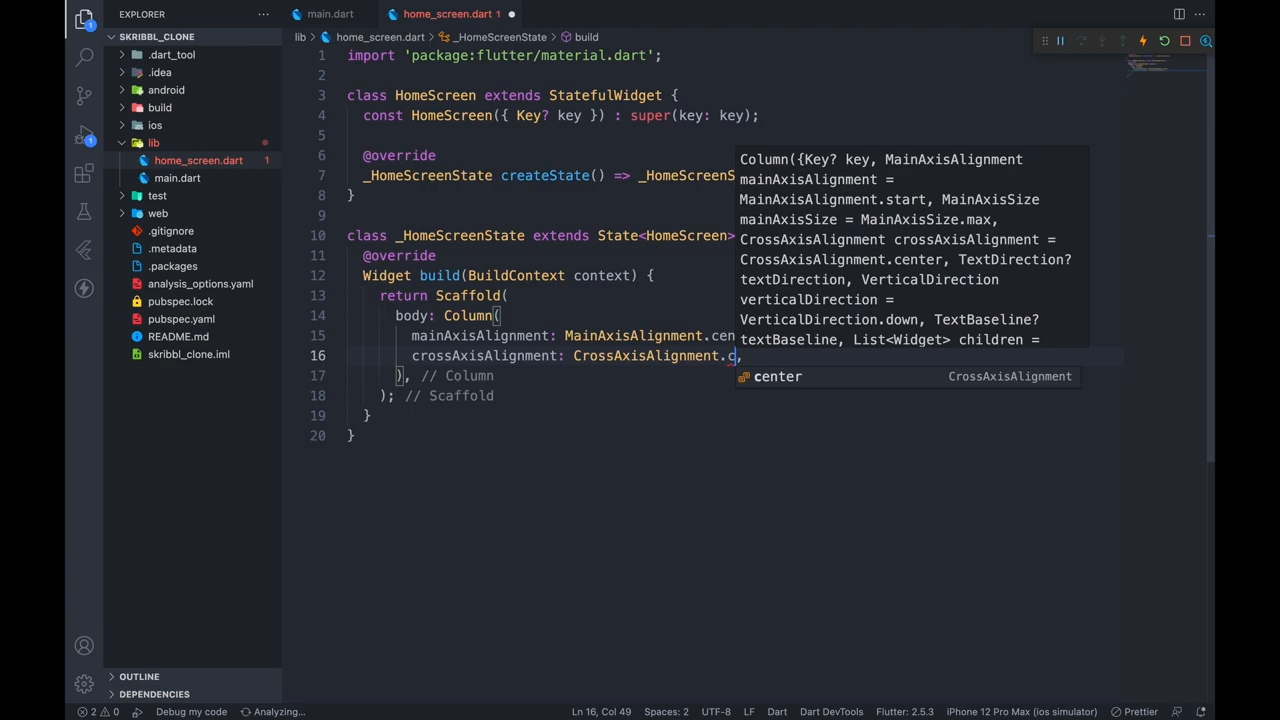 EXPLORER
main.dart
home_screen.dart 1
SKRIBBL_CLONE
.dart_tool
.idea
android
build
ios
lib
home_screen.dart 1
main.dart
test
web
.gitignore
.metadata
.packages
analysis_options.yaml
pubspec.lock
pubspec.yaml
README.md
skribbl_clone.iml
OUTLINE
DEPENDENCIES
1
1
lib > home_screen.dart > _HomeScreenState > build
1 import 'package:flutter/material.dart';
2
3 class HomeScreen extends StatefulWidget {
4 const HomeScreen({ Key? key }) : super(key: key);
5
6 @override
7 _HomeScreenState createState() => _HomeScreenS
8 }
9
10 class _HomeScreenState extends State<HomeScreen>
11 @override
12 Widget build(BuildContext context) {
13 return Scaffold(
14 body: Column(
15 mainAxisAlignment: MainAxisAlignment.cen
16 crossAxisAlignment: CrossAxisAlignment.c,
17 ), // Column
18 ); // Scaffold
19 }
20 }
Column({Key? key, MainAxisAlignment
mainAxisAlignment =
MainAxisAlignment.start, MainAxisSize
mainAxisSize = MainAxisSize.max,
CrossAxisAlignment crossAxisAlignment =
CrossAxisAlignment.center, TextDirection?
textDirection, VerticalDirection
verticalDirection =
VerticalDirection.down, TextBaseline?
textBaseline, List<Widget> children =
center CrossAxisAlignment
2 0 Debug my code Analyzing... Ln 16, Col 49 Spaces: 2 UTF-8 LF Dart Dart DevTools Flutter: 2.5.3 iPhone 12 Pro Max (ios simulator) Prettier